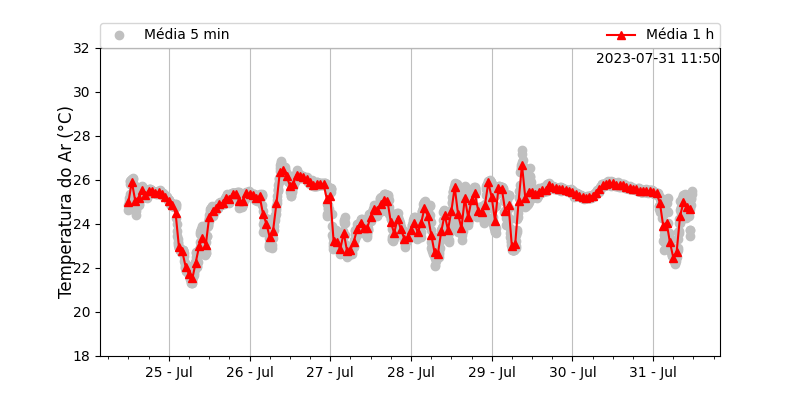 Média 5 min
Média 1 h
2023-07-31 11:50
Temperatura do Ar (°C)
32
30
28
26
24
22
20
18
25 - Jul
26 - Jul
27 - Jul
28 - Jul
29 - Jul
30 - Jul
31 - Jul